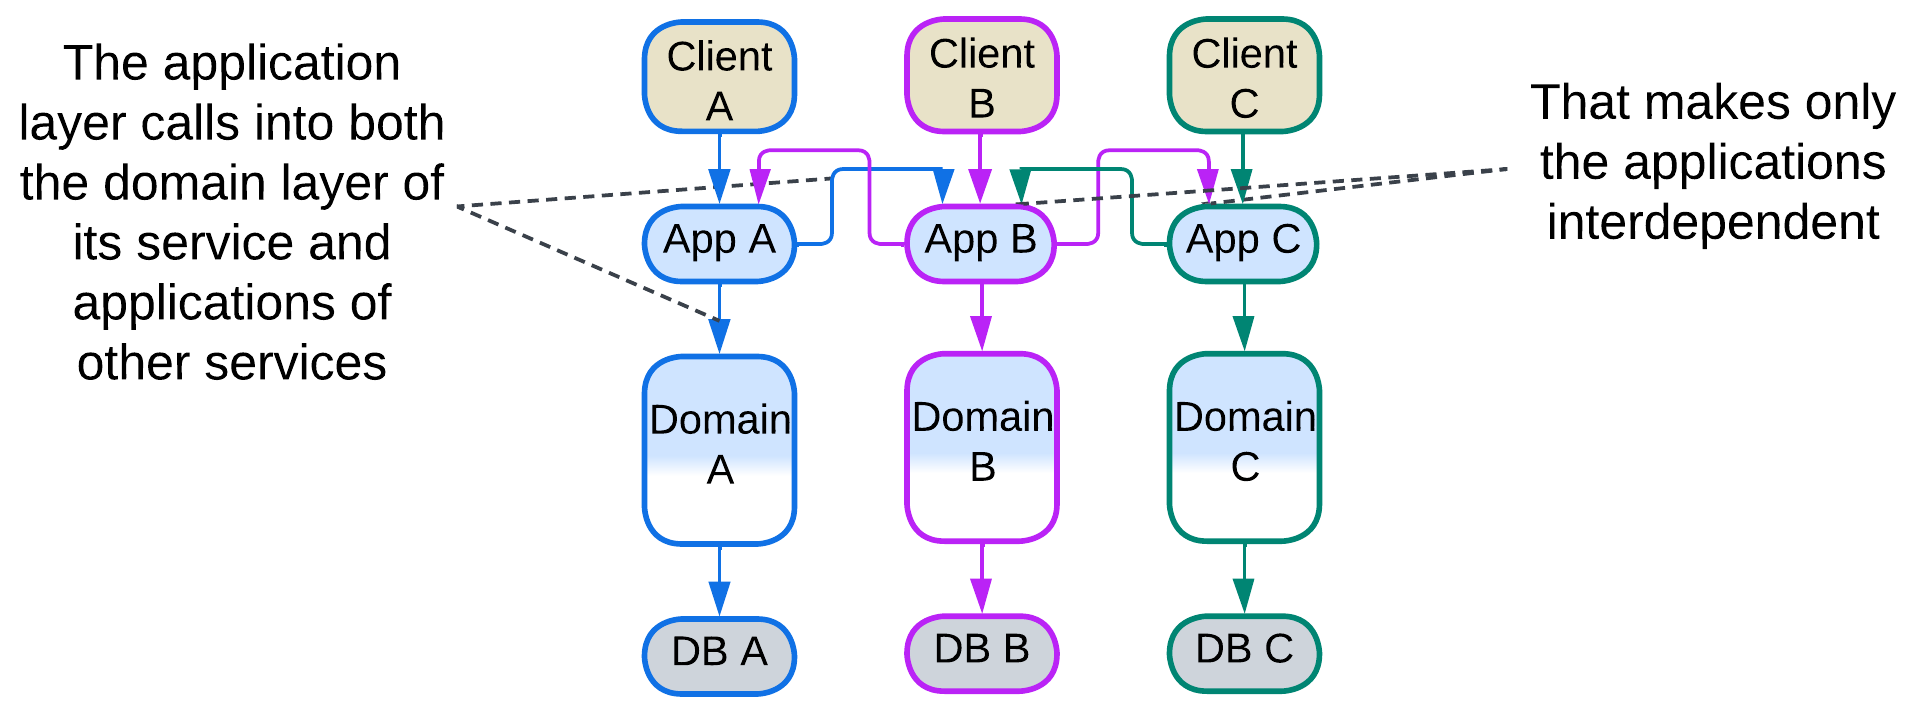 The application
layer calls into both
the domain layer of
its service and
applications of
other services
Client
A
Client
B
Client
C
That makes only
the applications
interdependent
App A
App B
App C
Domain
A
Domain
B
Domain
C
DB A
DB B
DB C